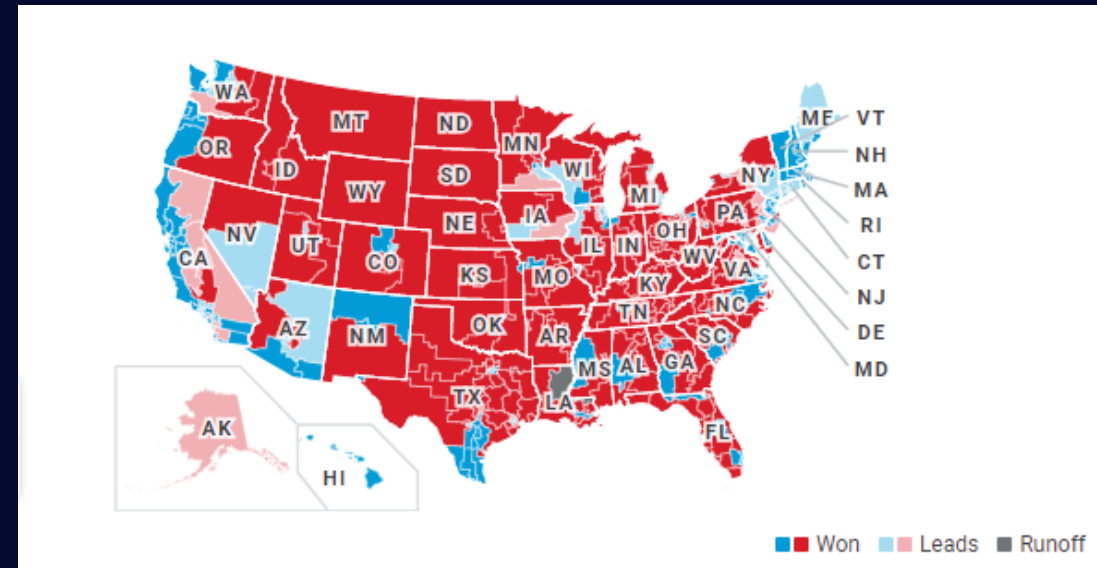 WA
ME
VT
MT
ND
MN
OR
NH
ID
WI
SD
NY
MI
WY
MA
IA
PA
NE
RI
OH
NV
IL
IN
UT
CO
CA
WV
CT
VA
KS
MO
KY
NJ
NC
TN
OK
AZ
DE
NM
AR
SC
MS
AL
GA
MD
TX
LA
AK
FL
HI
Won
Leads
Runoff